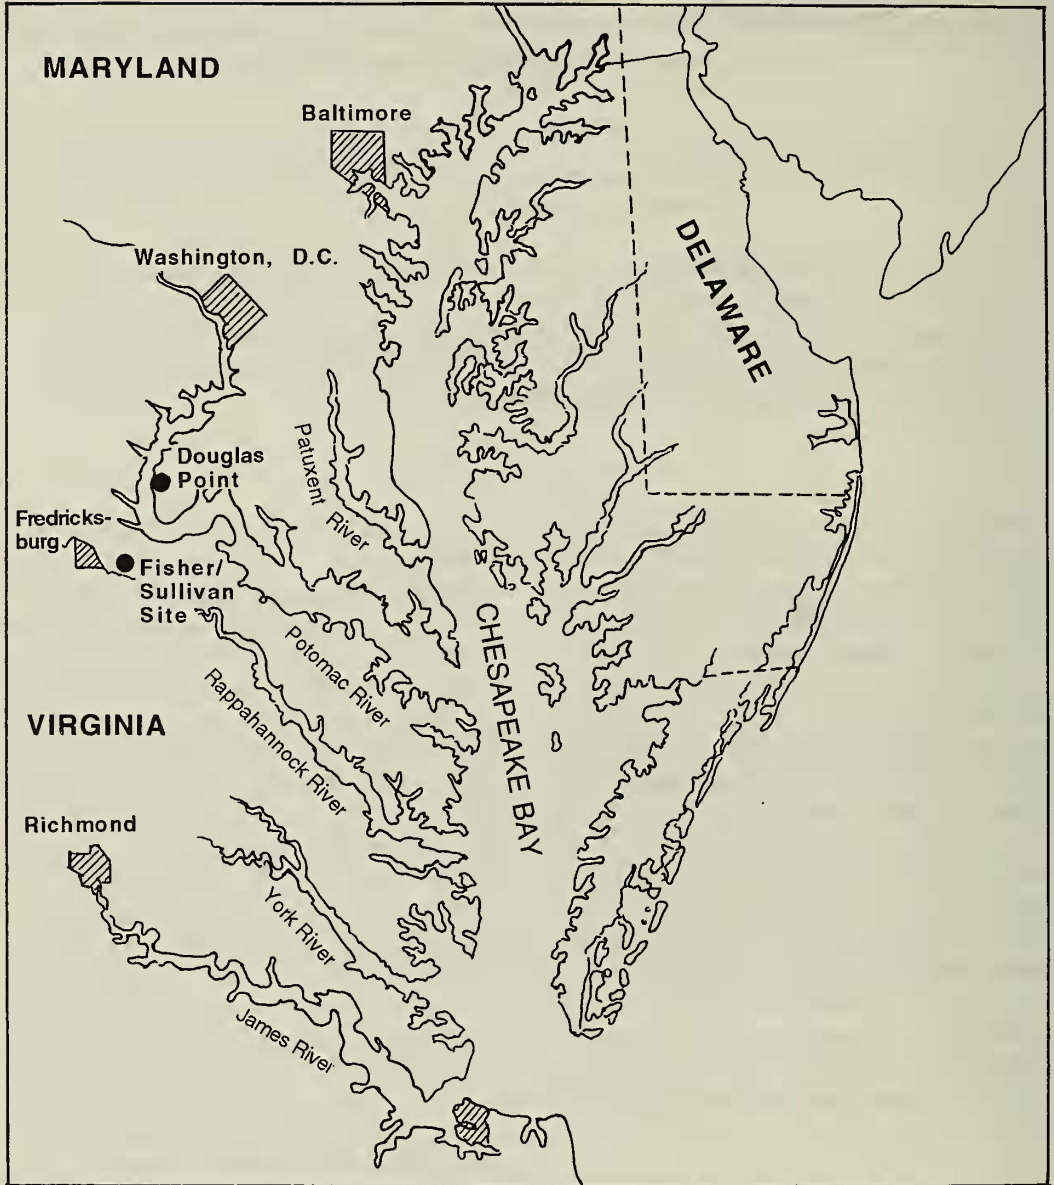 MARYLAND
Baltimore
Washington, D.C.
DELAWARE
Douglas
Point
Patuxent River
Fredricks-
burg
Fisher/
Sullivan
Site
CHESAPEAKE BAY
Potomac River
Rappahannock River
VIRGINIA
Richmond
York River
James River